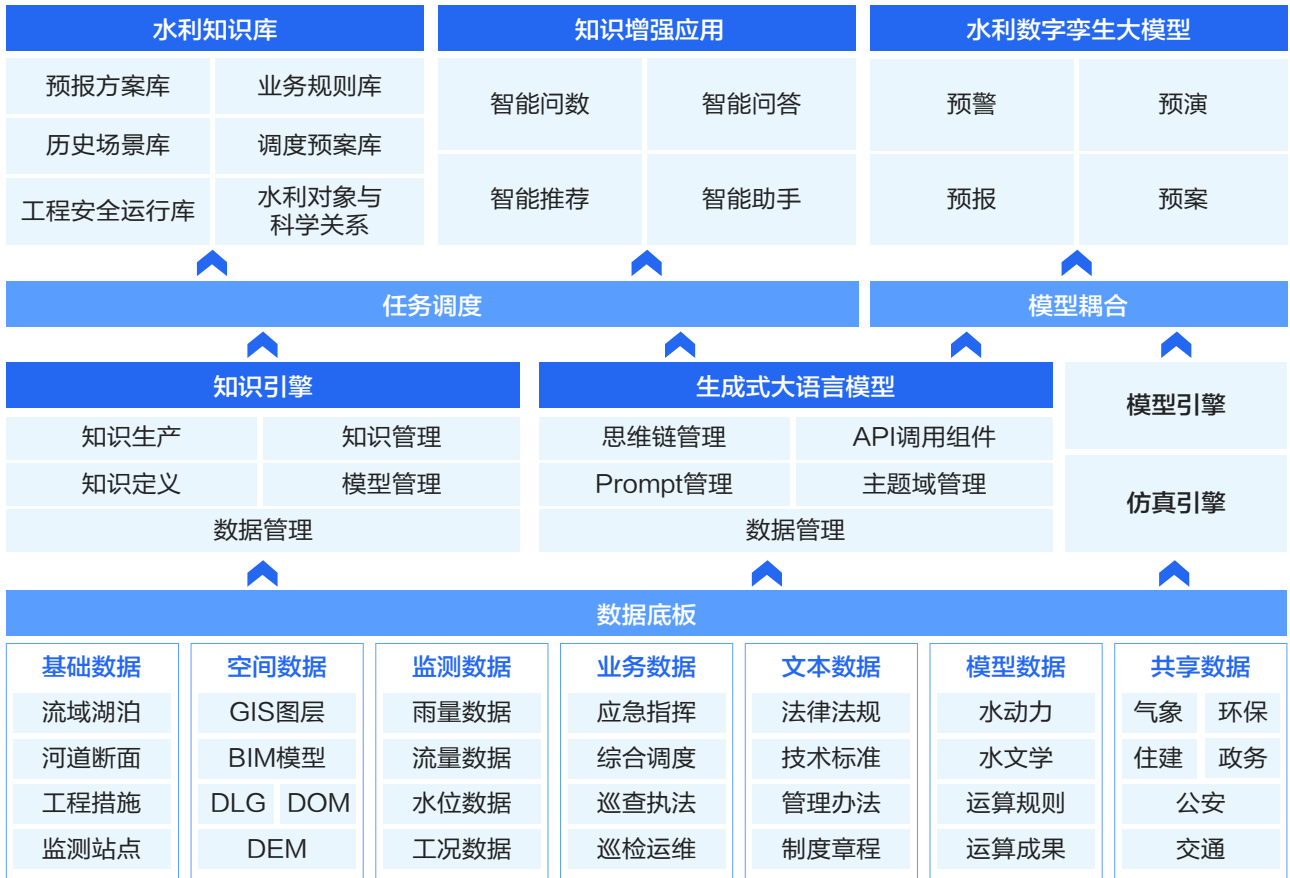 水利知识库
知识增强应用
水利数字孪生大模型
预报方案库
业务规则库
历史场景库
调度预案库
工程安全运行库
水利对象与
科学关系
智能问数
智能问答
智能推荐
智能助手
预警
预演
预报
预案
任务调度
模型耦合
知识引擎
知识生产
知识管理
知识定义
模型管理
数据管理
生成式大语言模型
思维链管理
API调用组件
Prompt管理
主题域管理
数据管理
模型引擎
仿真引擎
数据底板
基础数据
流域湖泊
河道断面
工程措施
监测站点
空间数据
GIS图层
BIM模型
DLG
DOM
DEM
监测数据
雨量数据
流量数据
水位数据
工况数据
业务数据
应急指挥
综合调度
巡查执法
巡检运维
文本数据
法律法规
技术标准
管理办法
制度章程
模型数据
水动力
水文学
运算规则
运算成果
共享数据
气象
环保
住建
政务
公安
交通